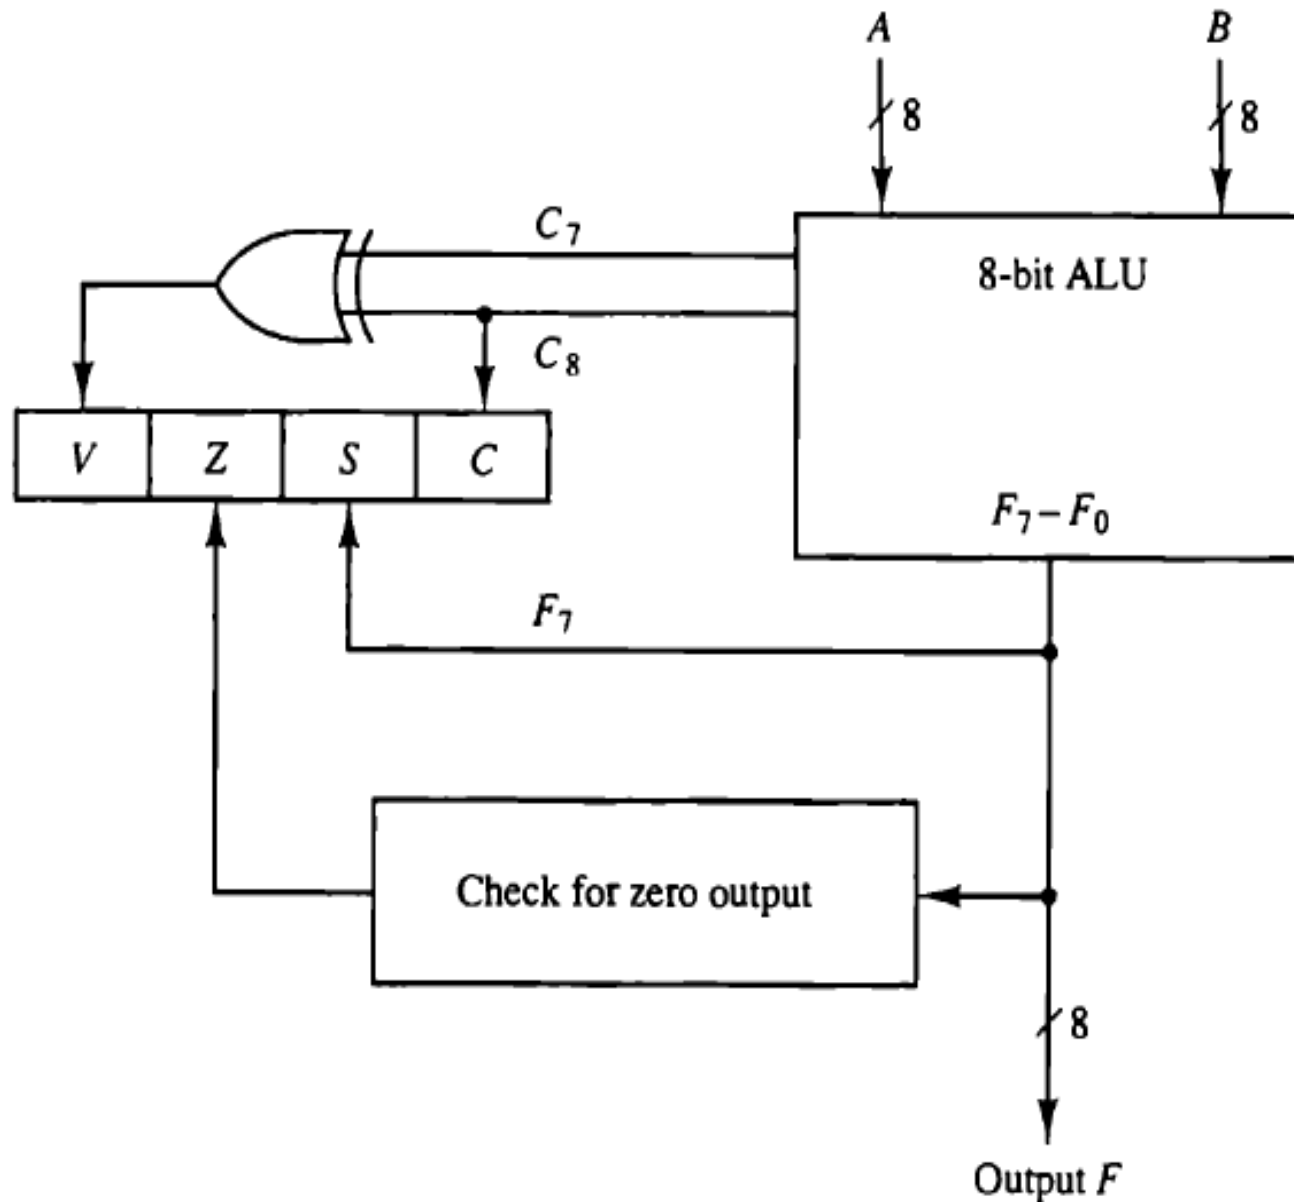 A
B
8
8
C7
8-bit ALU
C8
V
Z
S
C
F7 – F0
F7
Check for zero output
8
Output F